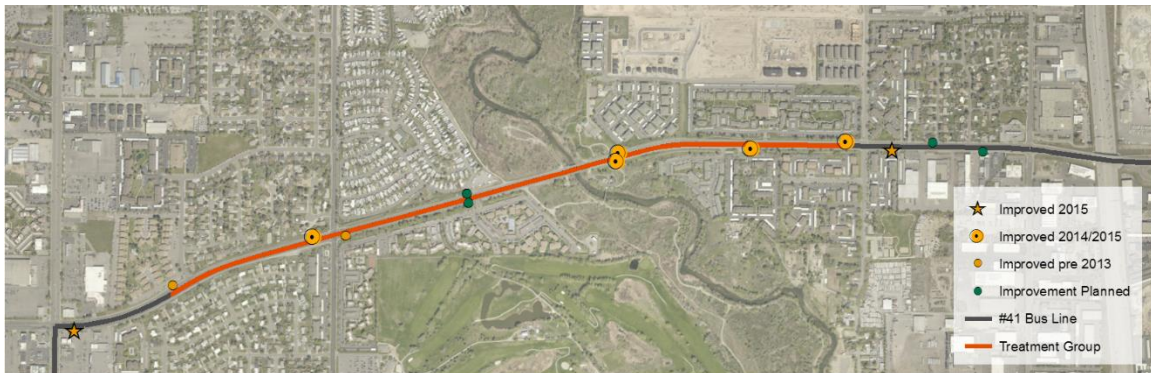 Improved 2015
Improved 2014/2015
Improved pre 2013
Improvement Planned
#41 Bus Line
Treatment Group